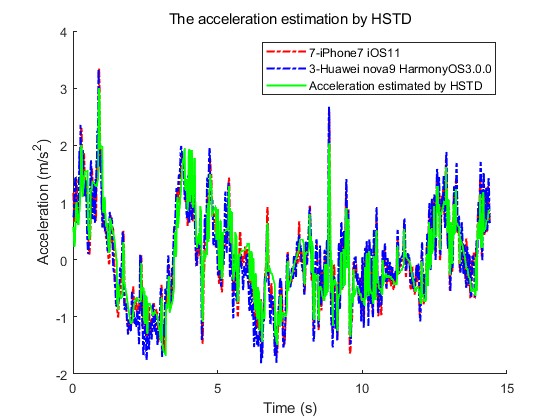 The acceleration estimation by HSTD
7-iPhone7 iOS11
3-Huawei nova9 HarmonyOS3.0.0
Acceleration estimated by HSTD
Acceleration (m/s²)
4
3
2
1
0
-1
-2
0 5 10 15
Time (s)